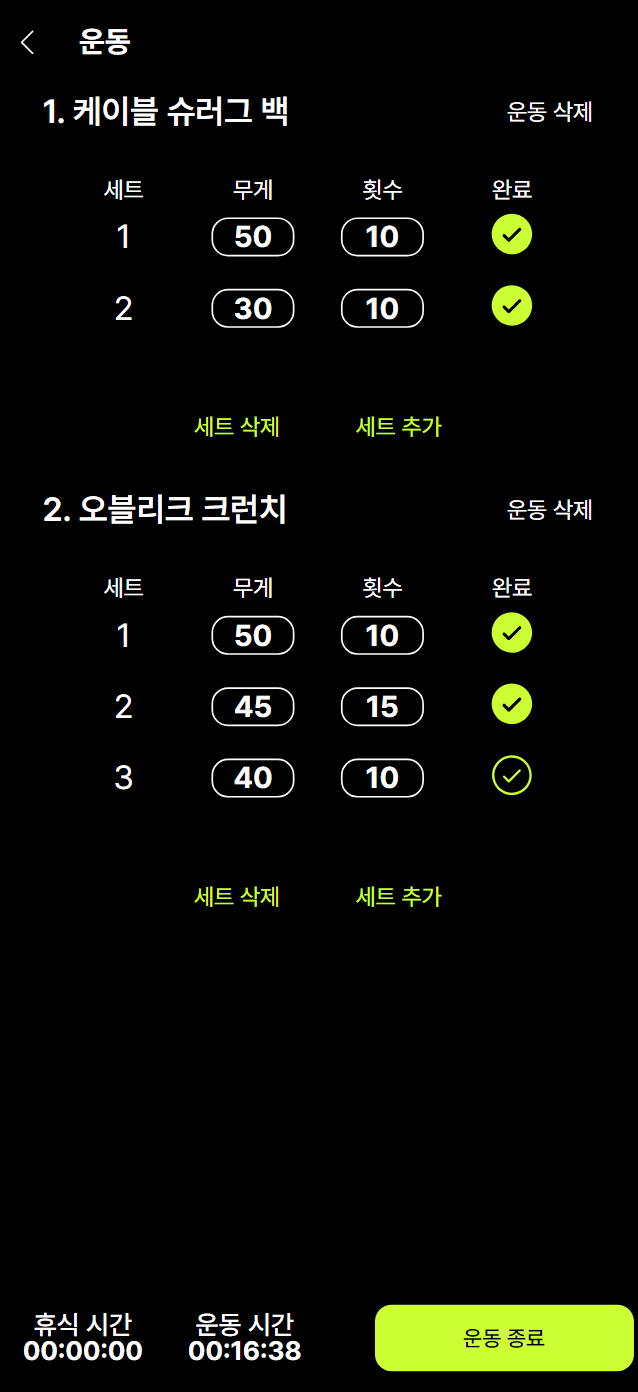 운동
1. 케이블 슈러그 백 운동 삭제
세트 무게 횟수 완료
1 50 10
2 30 10
세트 삭제 세트 추가
2. 오블리크 크런치 운동 삭제
세트 무게 횟수 완료
1 50 10
2 45 15
3 40 10
세트 삭제 세트 추가
휴식 시간 운동 시간 운동 종료
00:00:00 00:16:38